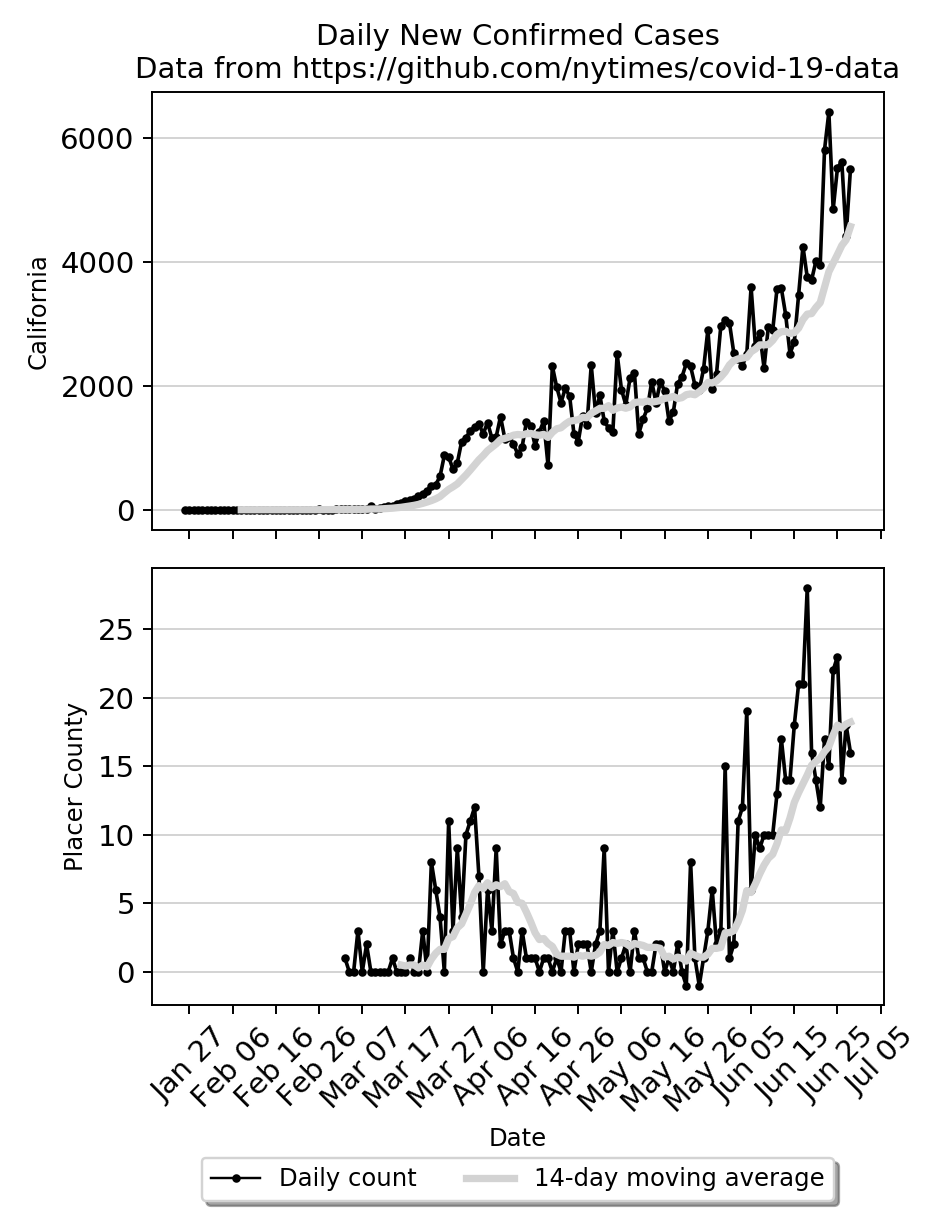 Daily New Confirmed Cases
Data from https://github.com/nytimes/covid-19-data
6000
4000
2000
0
California
25
20
15
10
5
0
Placer County
Jan 27
Feb 06
Feb 16
Feb 26
Mar 07
Mar 17
Mar 27
Apr 06
Apr 16
Apr 26
May 06
May 16
May 26
Jun 05
Jun 15
Jun 25
Jul 05
Date
Daily count
14-day moving average